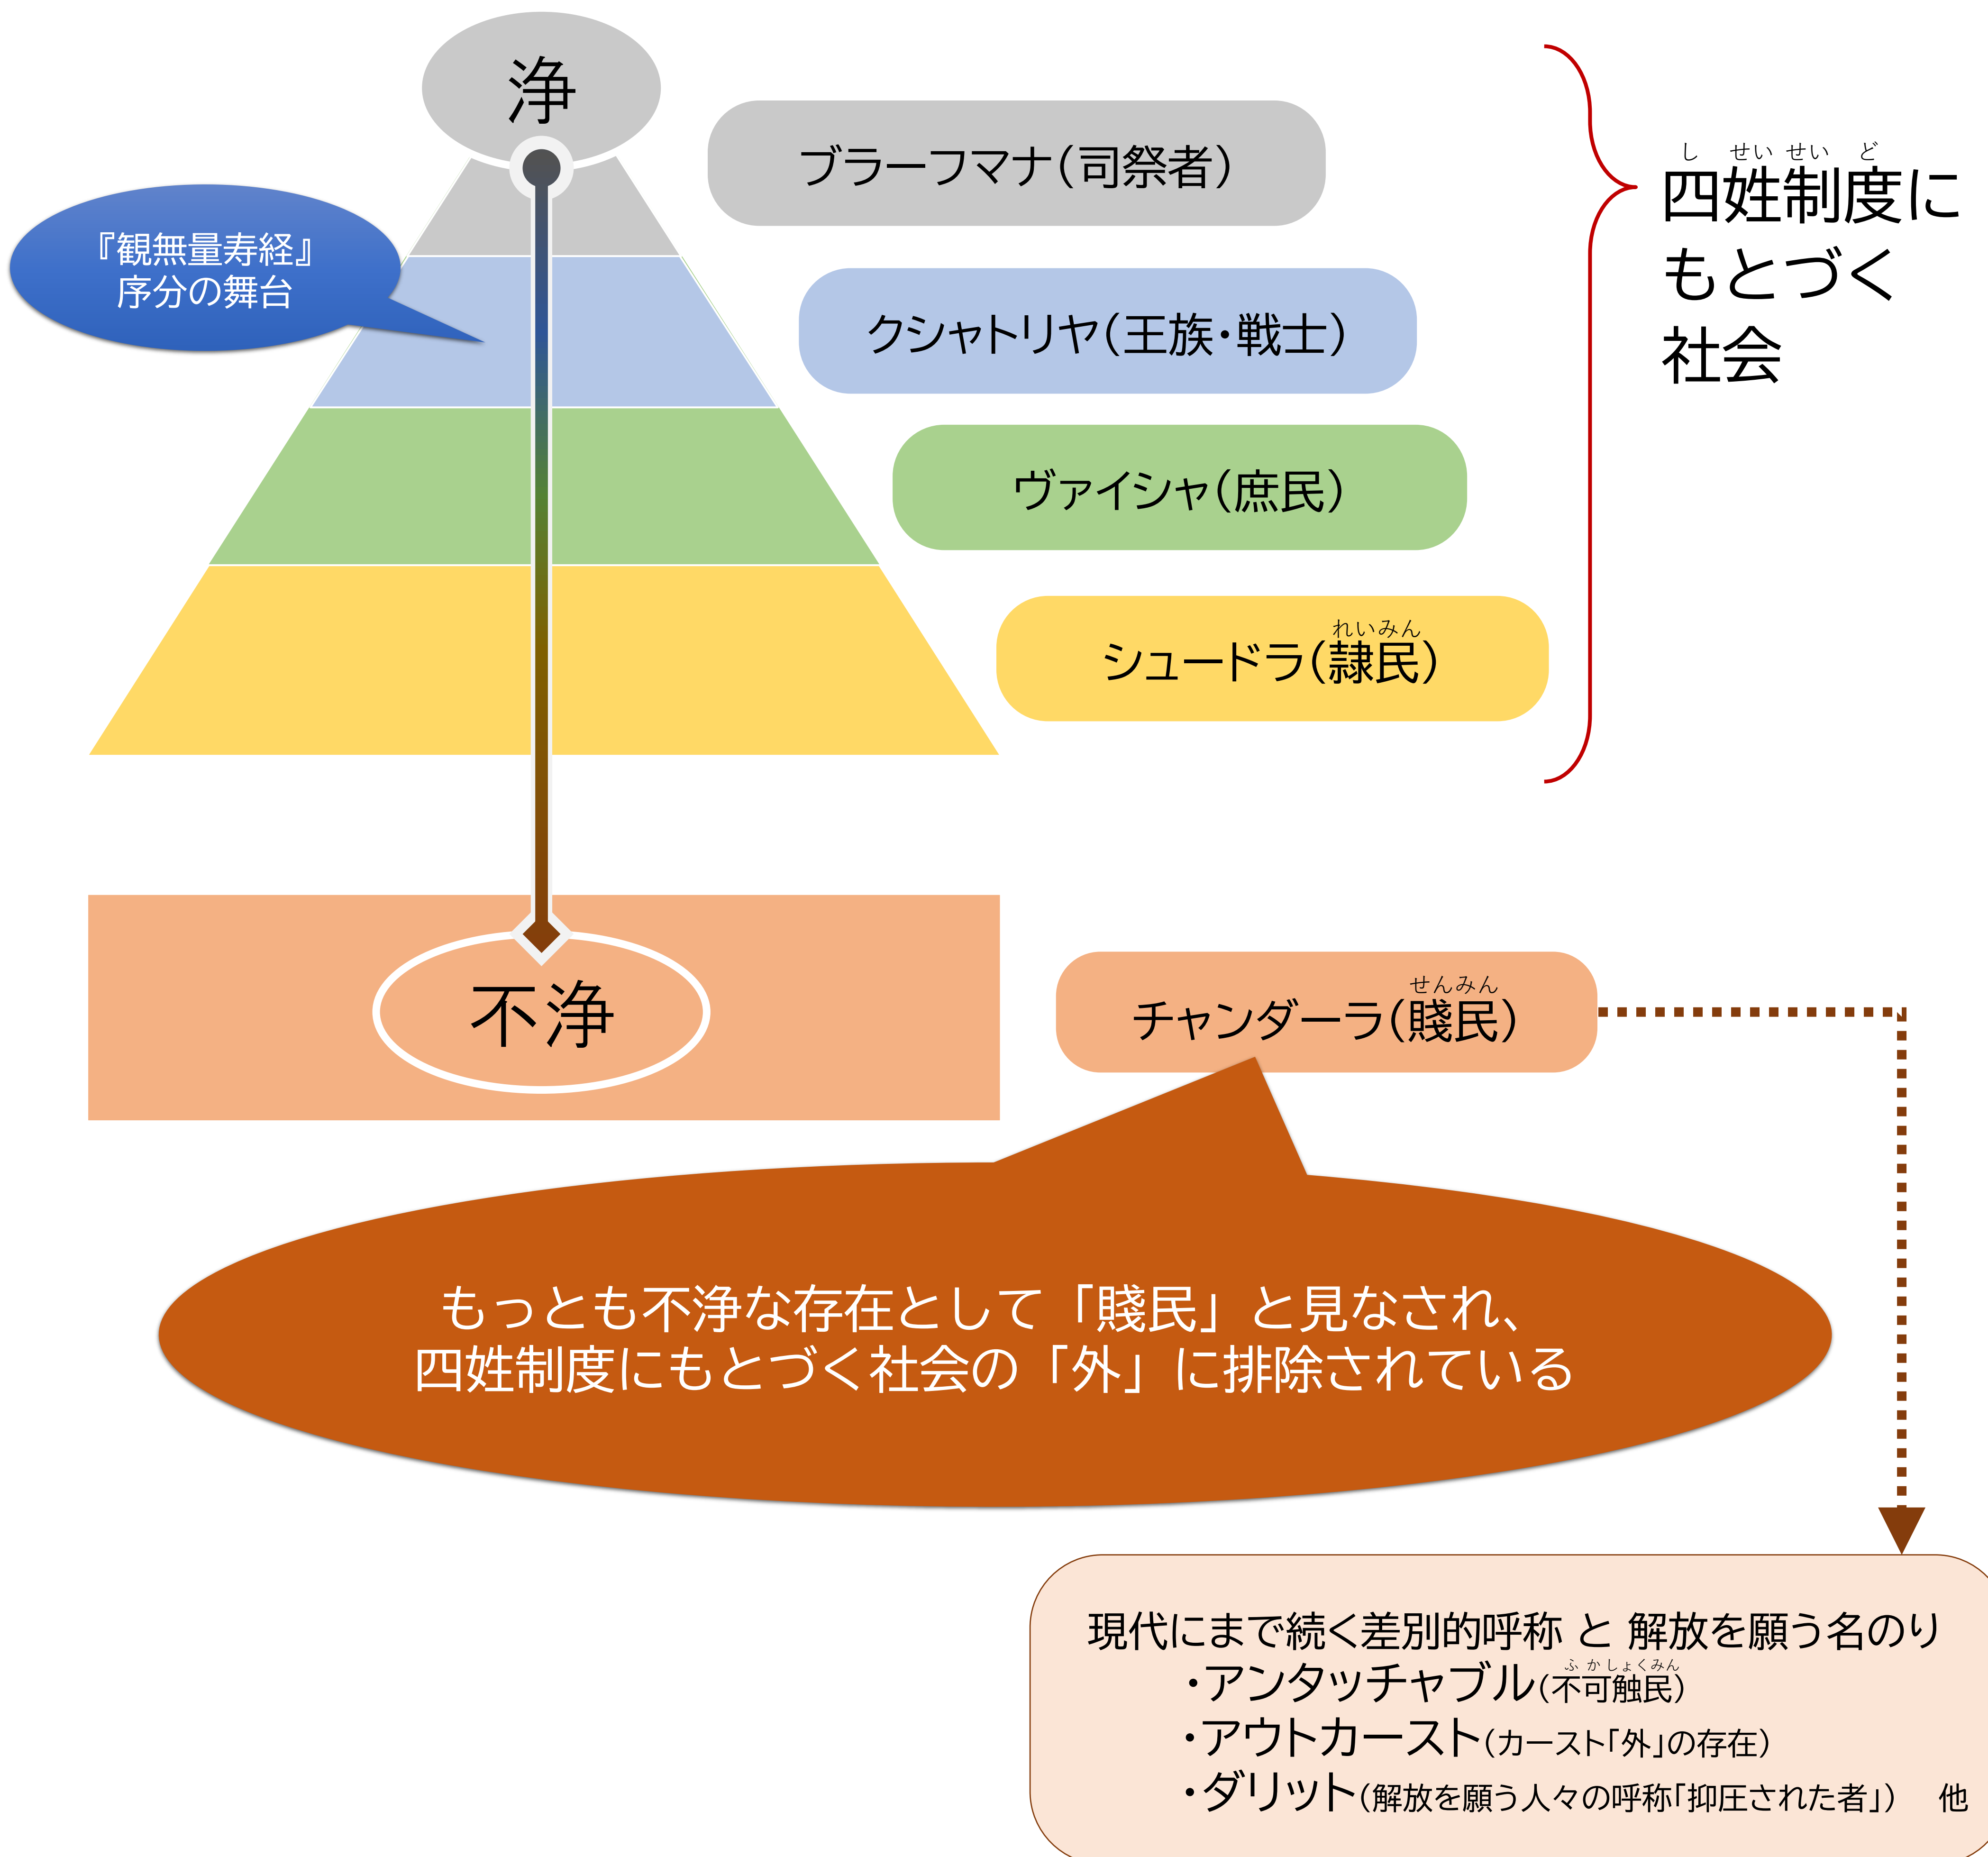 浄
ブラーフマナ(司祭者)
『観無量寿経』
序分の舞台
クシャトリヤ(王族・戦士)
ヴァイシャ(庶民)
れいみん
シュードラ(隷民)
し せい せい ど
四姓制度に
もとづく
社会
不浄
せんみん
チャンダーラ(賤民)
もっとも不浄な存在として「賤民」と見なされ、
四姓制度にもとづく社会の「外」に排除されている
現代にまで続く差別的呼称 と 解放を願う名のり
ふ か しょくみん
・アンタッチャブル(不可触民)
・アウトカースト(カースト「外」の存在)
・ダリット(解放を願う人々の呼称「抑圧された者」) 他